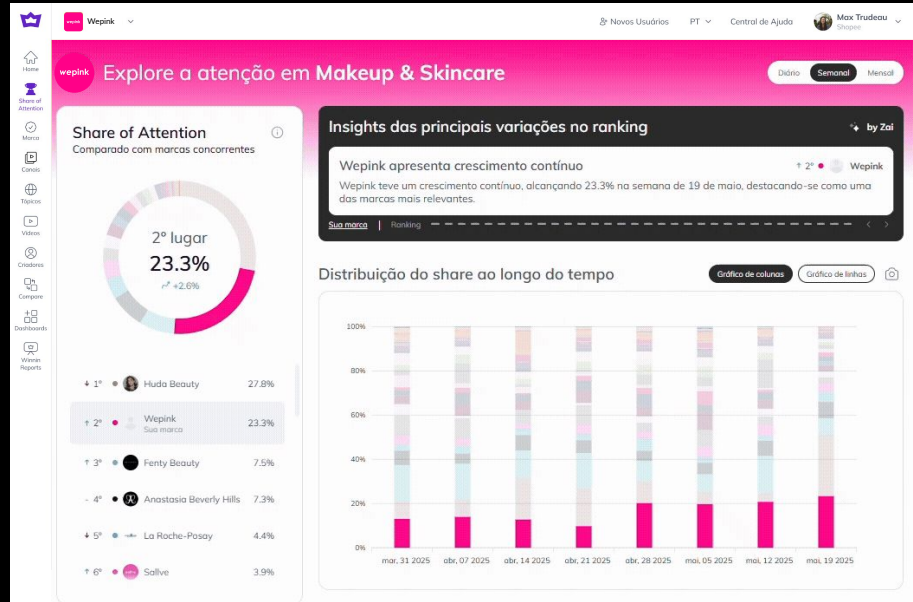 wepink
Wepink
Novos Usuários
PT
Central de Ajuda
Max Trudeau
Shopee
Home
Share of
Attention
Marca
Canais
Tópicos
Vídeos
Criadores
Compare
Dashboards
Winnin
Reports
wepink
Explore a atenção em Makeup & Skincare
Diário
Semanal
Mensal
Share of Attention
Comparado com marcas concorrentes
2º lugar
23.3%
+2.6%
1º Huda Beauty 27.8%
2º Wepink 23.3%
Sua marca
3º Fenty Beauty 7.5%
4º Anastasia Beverly Hills 7.3%
5º La Roche-Posay 4.4%
6º Sallve 3.9%
Insights das principais variações no ranking
by Zai
Wepink apresenta crescimento contínuo
2º Wepink
Wepink teve um crescimento contínuo, alcançando 23.3% na semana de 19 de maio, destacando-se como uma
das marcas mais relevantes.
Sua marca | Ranking
Distribuição do share ao longo do tempo
Gráfico de colunas
Gráfico de linhas
100%
80%
60%
40%
20%
0%
mar, 31 2025 abr, 07 2025 abr, 14 2025 abr, 21 2025 abr, 28 2025 mai, 05 2025 mai, 12 2025 mai, 19 2025